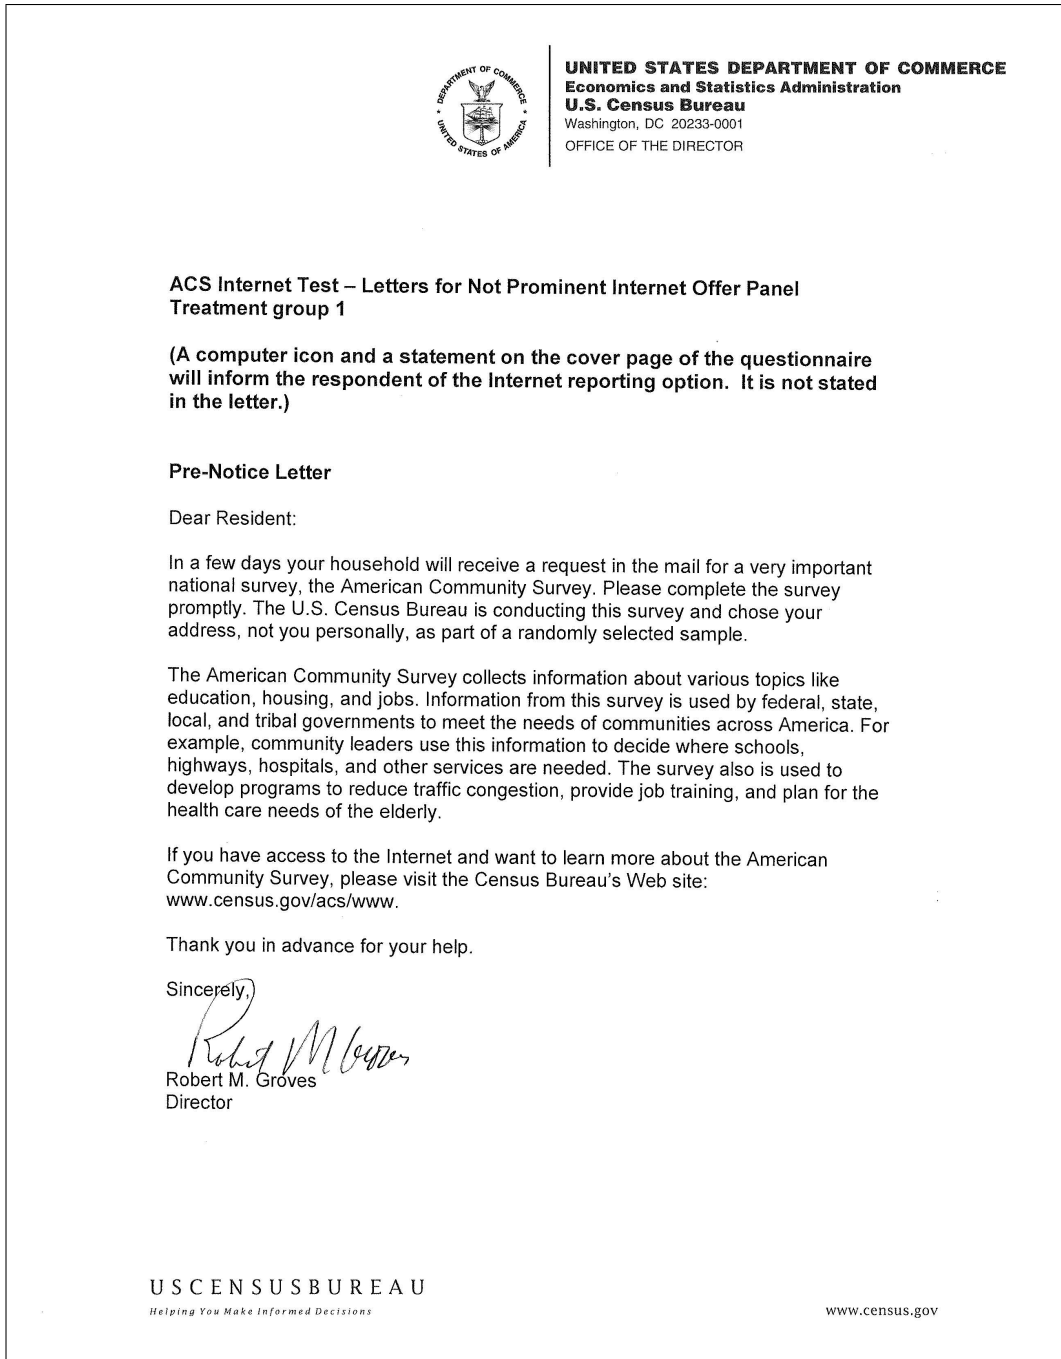 DEPARTMENT OF COMMERCE
UNITED STATES OF AMERICA
UNITED STATES DEPARTMENT OF COMMERCE
Economics and Statistics Administration
U.S. Census Bureau
Washington, DC 20233-0001
OFFICE OF THE DIRECTOR
ACS Internet Test – Letters for Not Prominent Internet Offer Panel
Treatment group 1
(A computer icon and a statement on the cover page of the questionnaire
will inform the respondent of the Internet reporting option. It is not stated
in the letter.)
Pre-Notice Letter
Dear Resident:
In a few days your household will receive a request in the mail for a very important
national survey, the American Community Survey. Please complete the survey
promptly. The U.S. Census Bureau is conducting this survey and chose your
address, not you personally, as part of a randomly selected sample.
The American Community Survey collects information about various topics like
education, housing, and jobs. Information from this survey is used by federal, state,
local, and tribal governments to meet the needs of communities across America. For
example, community leaders use this information to decide where schools,
highways, hospitals, and other services are needed. The survey also is used to
develop programs to reduce traffic congestion, provide job training, and plan for the
health care needs of the elderly.
If you have access to the Internet and want to learn more about the American
Community Survey, please visit the Census Bureau's Web site:
www.census.gov/acs/www.
Thank you in advance for your help.
Sincerely,
Robert M Groves
Robert M. Groves
Director
USCENSUSBUREAU
Helping You Make Informed Decisions
www.census.gov